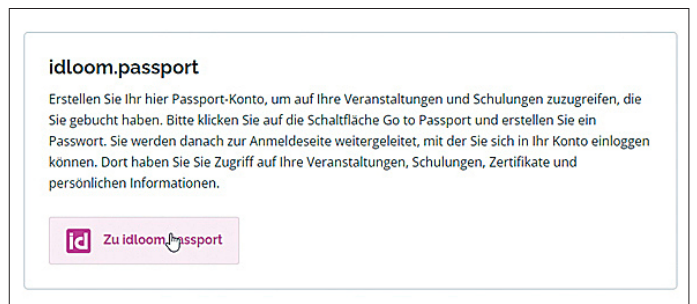 idloom.passport
Erstellen Sie Ihr hier Passport-Konto, um auf Ihre Veranstaltungen und Schulungen zuzugreifen, die
Sie gebucht haben. Bitte klicken Sie auf die Schaltfläche Go to Passport und erstellen Sie ein
Passwort. Sie werden danach zur Anmeldeseite weitergeleitet, mit der Sie sich in Ihr Konto einloggen
können. Dort haben Sie Sie Zugriff auf Ihre Veranstaltungen, Schulungen, Zertifikate und
persönlichen Informationen.
id Zu idloom.passport